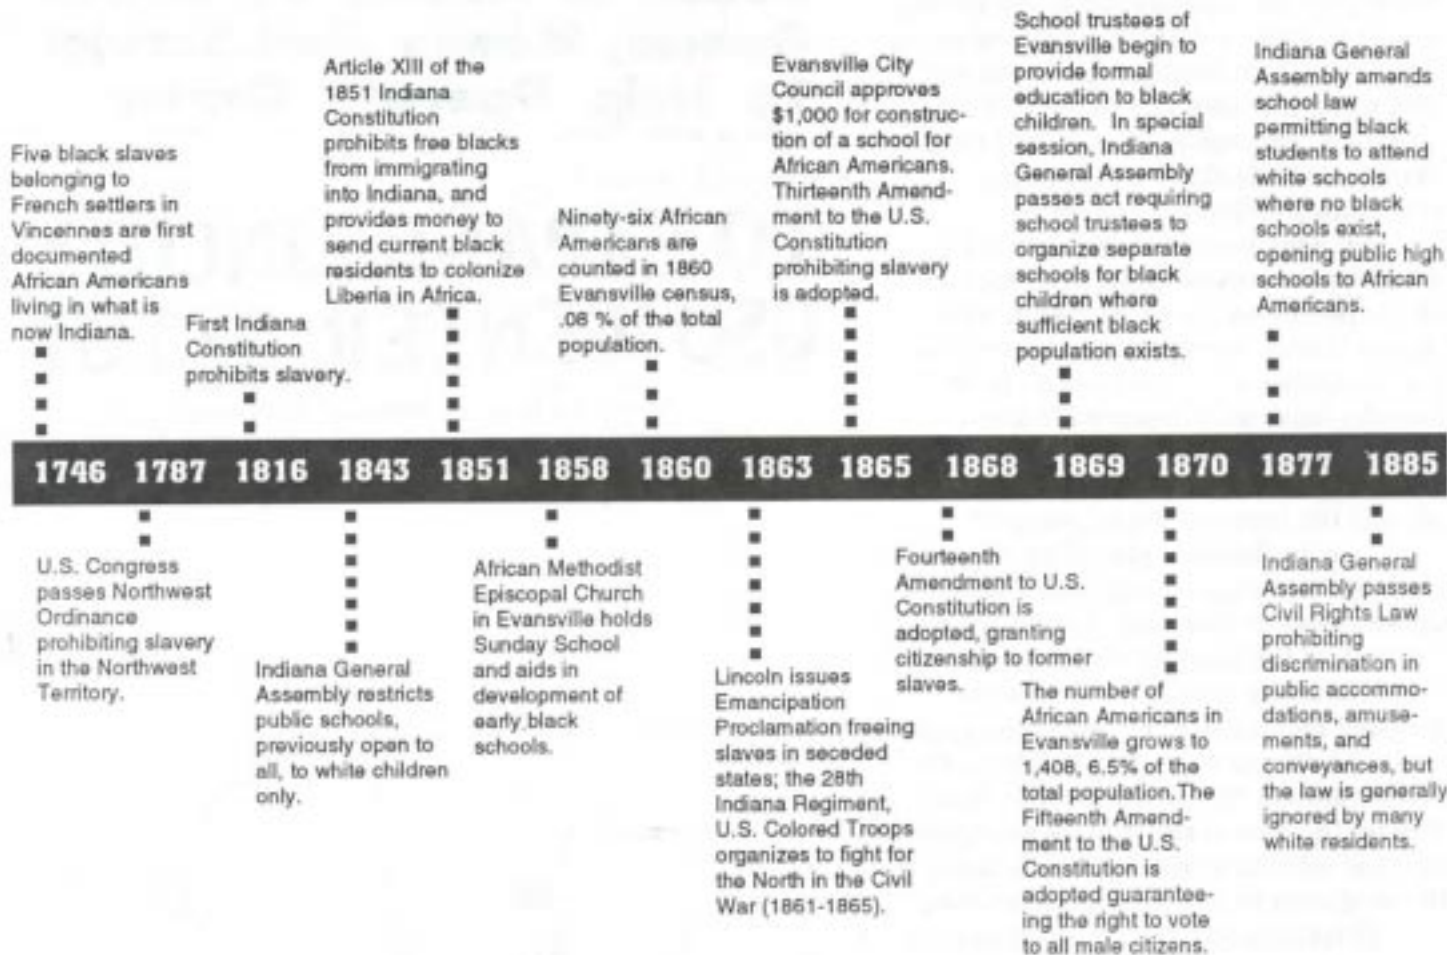 Five black slaves
belonging to
French settlers in
Vincennes are first
documented
African Americans
living in what is
now Indiana.
First Indiana
Constitution
prohibits slavery.
Article XIII of the
1851 Indiana
Constitution
prohibits free blacks
from immigrating
into Indiana, and
provides money to
send current black
residents to colonize
Liberia in Africa.
Ninety-six African
Americans are
counted in 1860
Evansville census,
.08 % of the total
population.
Evansville City
Council approves
$1,000 for construc-
tion of a school for
African Americans.
Thirteenth Amend-
ment to the U.S.
Constitution
prohibiting slavery
is adopted.
School trustees of
Evansville begin to
provide formal
education to black
children. In special
session, Indiana
General Assembly
passes act requiring
school trustees to
organize separate
schools for black
children where
sufficient black
population exists.
Indiana General
Assembly amends
school law
permitting black
students to attend
white schools
where no black
schools exist,
opening public high
schools to African
Americans.
1746 1787 1816 1843 1851 1858 1860 1863 1865 1868 1869 1870 1877 1885
U.S. Congress
passes Northwest
Ordinance
prohibiting slavery
in the Northwest
Territory.
Indiana General
Assembly restricts
public schools,
previously open to
all, to white children
only.
African Methodist
Episcopal Church
in Evansville holds
Sunday School
and aids in
development of
early black
schools.
Lincoln issues
Emancipation
Proclamation freeing
slaves in seceded
states; the 28th
Indiana Regiment,
U.S. Colored Troops
organizes to fight for
the North in the Civil
War (1861-1865).
Fourteenth
Amendment to U.S.
Constitution is
adopted, granting
citizenship to former
slaves.
The number of
African Americans in
Evansville grows to
1,408, 6.5% of the
total population.The
Fifteenth Amend-
ment to the U.S.
Constitution is
adopted guarantee-
ing the right to vote
to all male citizens.
Indiana General
Assembly passes
Civil Rights Law
prohibiting
discrimination in
public accommo-
dations, amuse-
ments, and
conveyances, but
the law is generally
ignored by many
white residents.